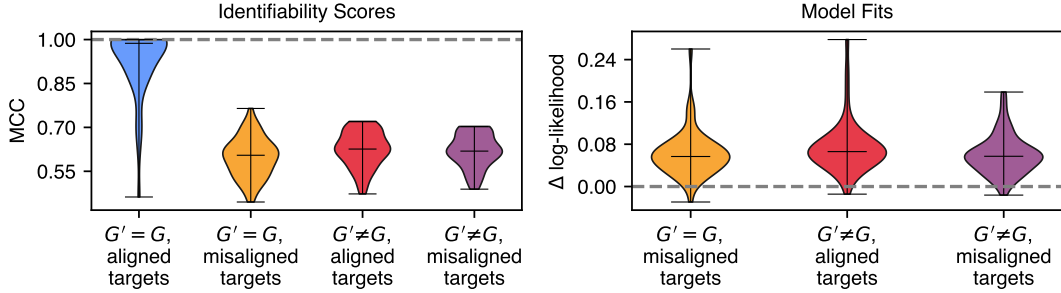 Identifiability Scores
MCC
1.00
0.85
0.70
0.55
G′ = G,
aligned
targets
G′ = G,
misaligned
targets
G′≠G,
aligned
targets
G′≠G,
misaligned
targets
Model Fits
Δ log-likelihood
0.24
0.16
0.08
0.00
G′ = G,
misaligned
targets
G′≠G,
aligned
targets
G′≠G,
misaligned
targets